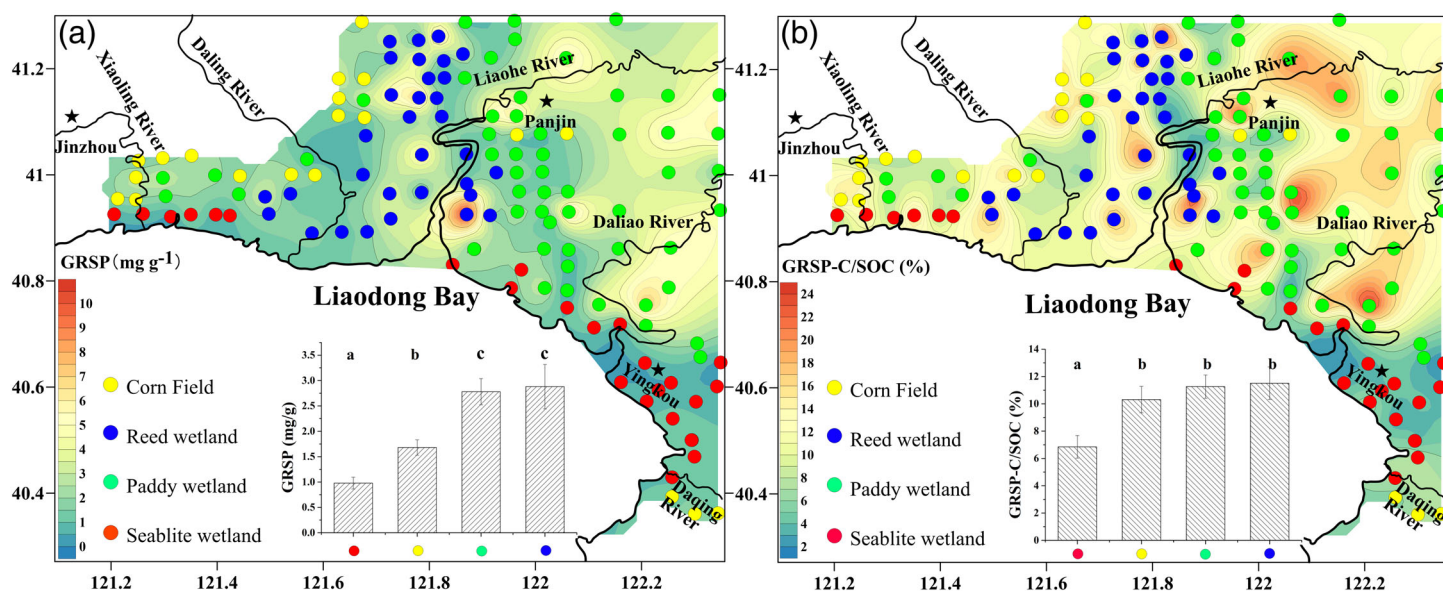 (a)
41.2
41
40.8
40.6
40.4
121.2
121.4
121.6
121.8
122
122.2
Xiaoling River
Daling River
Liaohe River
Panjin
Jinzhou
Daliao River
Liaodong Bay
Yingkou
Daqing
River
GRSP (mg g-1)
10
9
8
7
6
5
4
3
2
1
0
Corn Field
Reed wetland
Paddy wetland
Seablite wetland
GRSP (mg/g)
3.5
3.0
2.5
2.0
1.5
1.0
0.5
0.0
a
b
c
c
(b)
41.2
41
40.8
40.6
40.4
121.2
121.4
121.6
121.8
122
122.2
Xiaoling River
Daling River
Liaohe River
Panjin
Jinzhou
Daliao River
Liaodong Bay
Yingkou
Daqing
River
GRSP-C/SOC (%)
24
22
20
18
16
14
12
10
8
6
4
2
Corn Field
Reed wetland
Paddy wetland
Seablite wetland
GRSP-C/SOC (%)
14
12
10
8
6
4
2
0
a
b
b
b